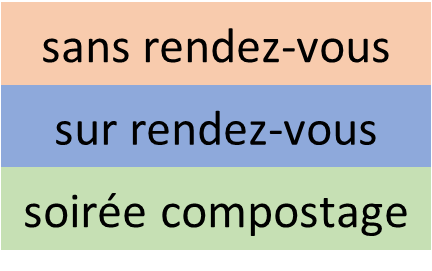 sans rendez-vous
sur rendez-vous
soirée compostage